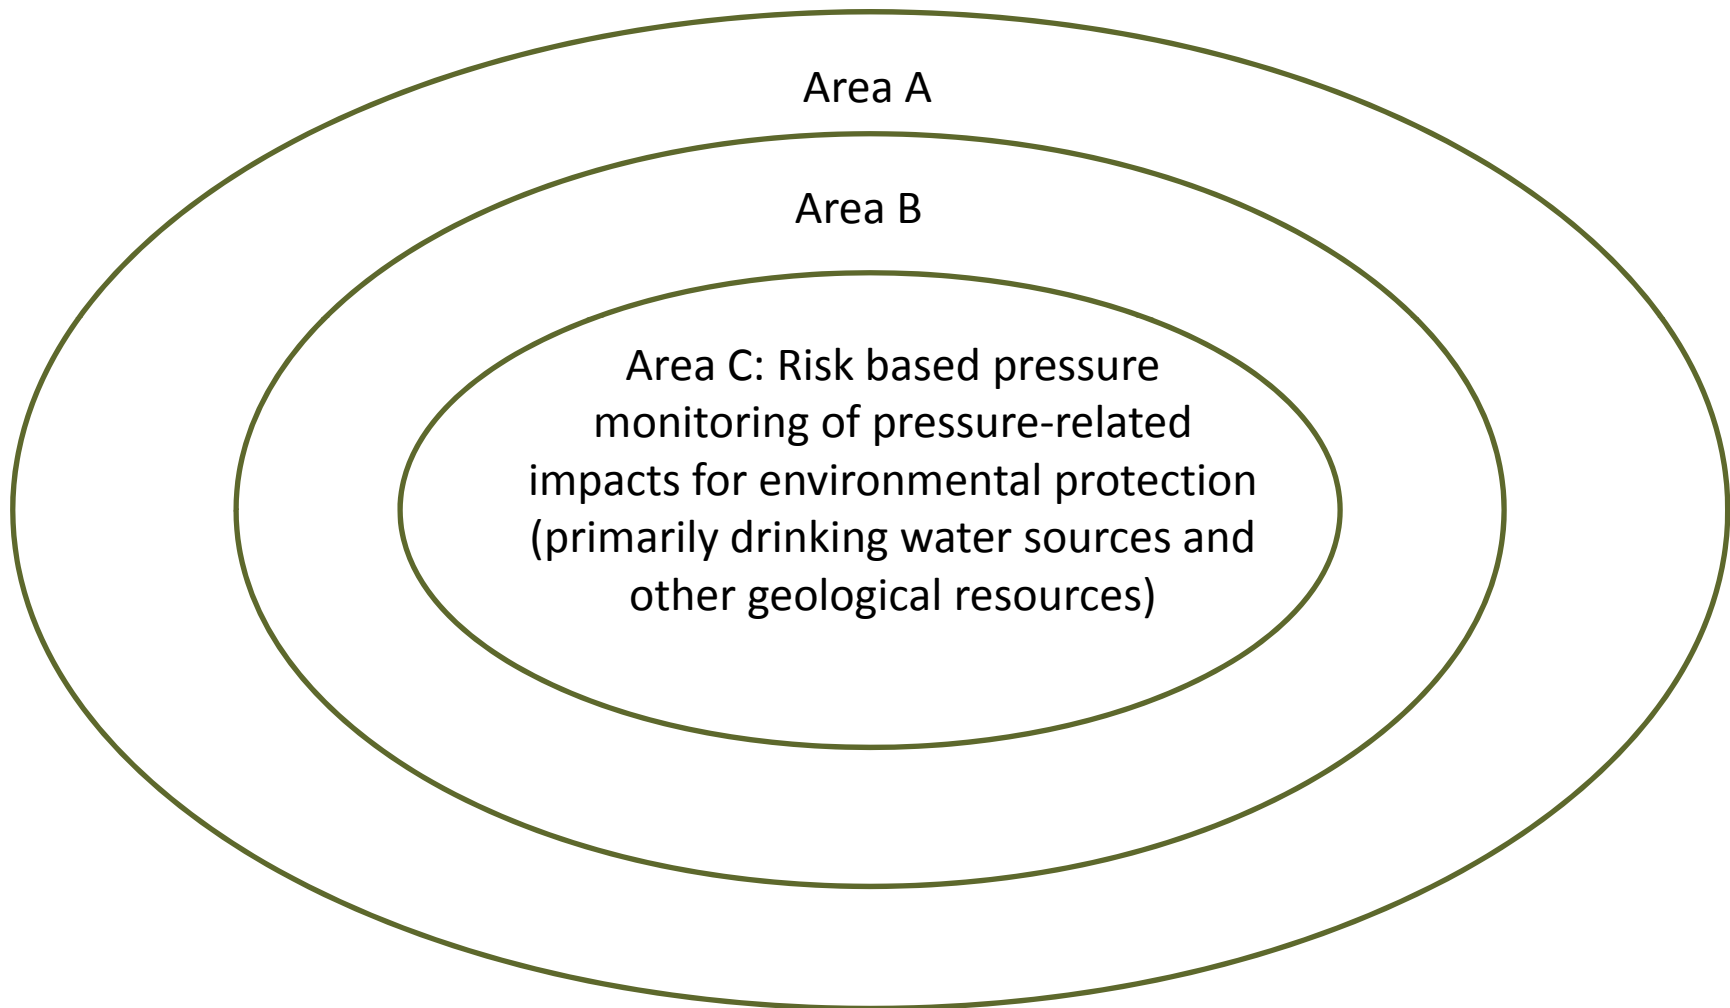 Area A
Area B
Area C: Risk based pressure
monitoring of pressure-related
impacts for environmental protection
(primarily drinking water sources and
other geological resources)